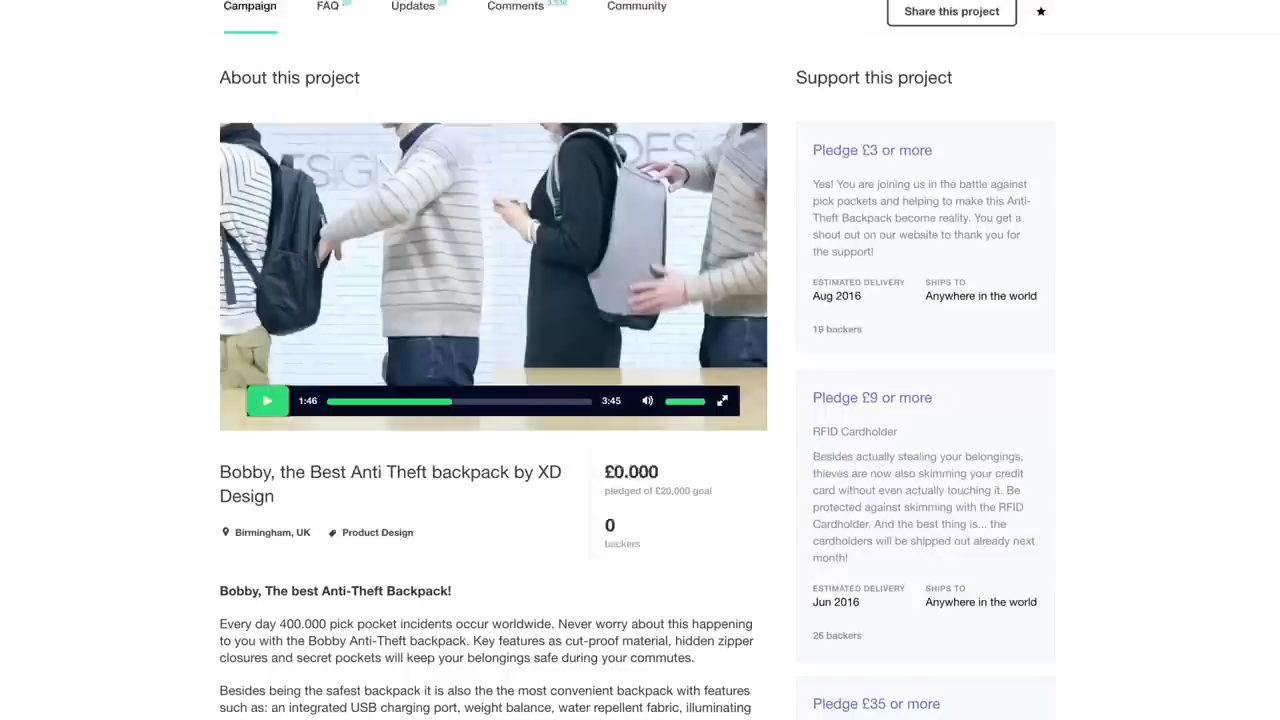 Campaign
FAQ
Updates
Comments
Community
Share this project
About this project
Support this project
DESIGN
DES
1:46
3:45
Bobby, the Best Anti Theft backpack by XD
Design
Birmingham, UK
Product Design
£0.000
pledged of £20,000 goal
0
backers
Bobby, The best Anti-Theft Backpack!
Every day 400.000 pick pocket incidents occur worldwide. Never worry about this happening
to you with the Bobby Anti-Theft backpack. Key features as cut-proof material, hidden zipper
closures and secret pockets will keep your belongings safe during your commutes.
Besides being the safest backpack it is also the the most convenient backpack with features
such as: an integrated USB charging port, weight balance, water repellent fabric, illuminating
Pledge £3 or more
Yes! You are joining us in the battle against
pick pockets and helping to make this Anti-
Theft Backpack become reality. You get a
shout out on our website to thank you for
the support!
ESTIMATED DELIVERY
SHIPS TO
Aug 2016
Anywhere in the world
19 backers
Pledge £9 or more
RFID Cardholder
Besides actually stealing your belongings,
thieves are now also skimming your credit
card without even actually touching it. Be
protected against skimming with the RFID
Cardholder. And the best thing is... the
cardholders will be shipped out already next
month!
ESTIMATED DELIVERY
SHIPS TO
Jun 2016
Anywhere in the world
26 backers
Pledge £35 or more